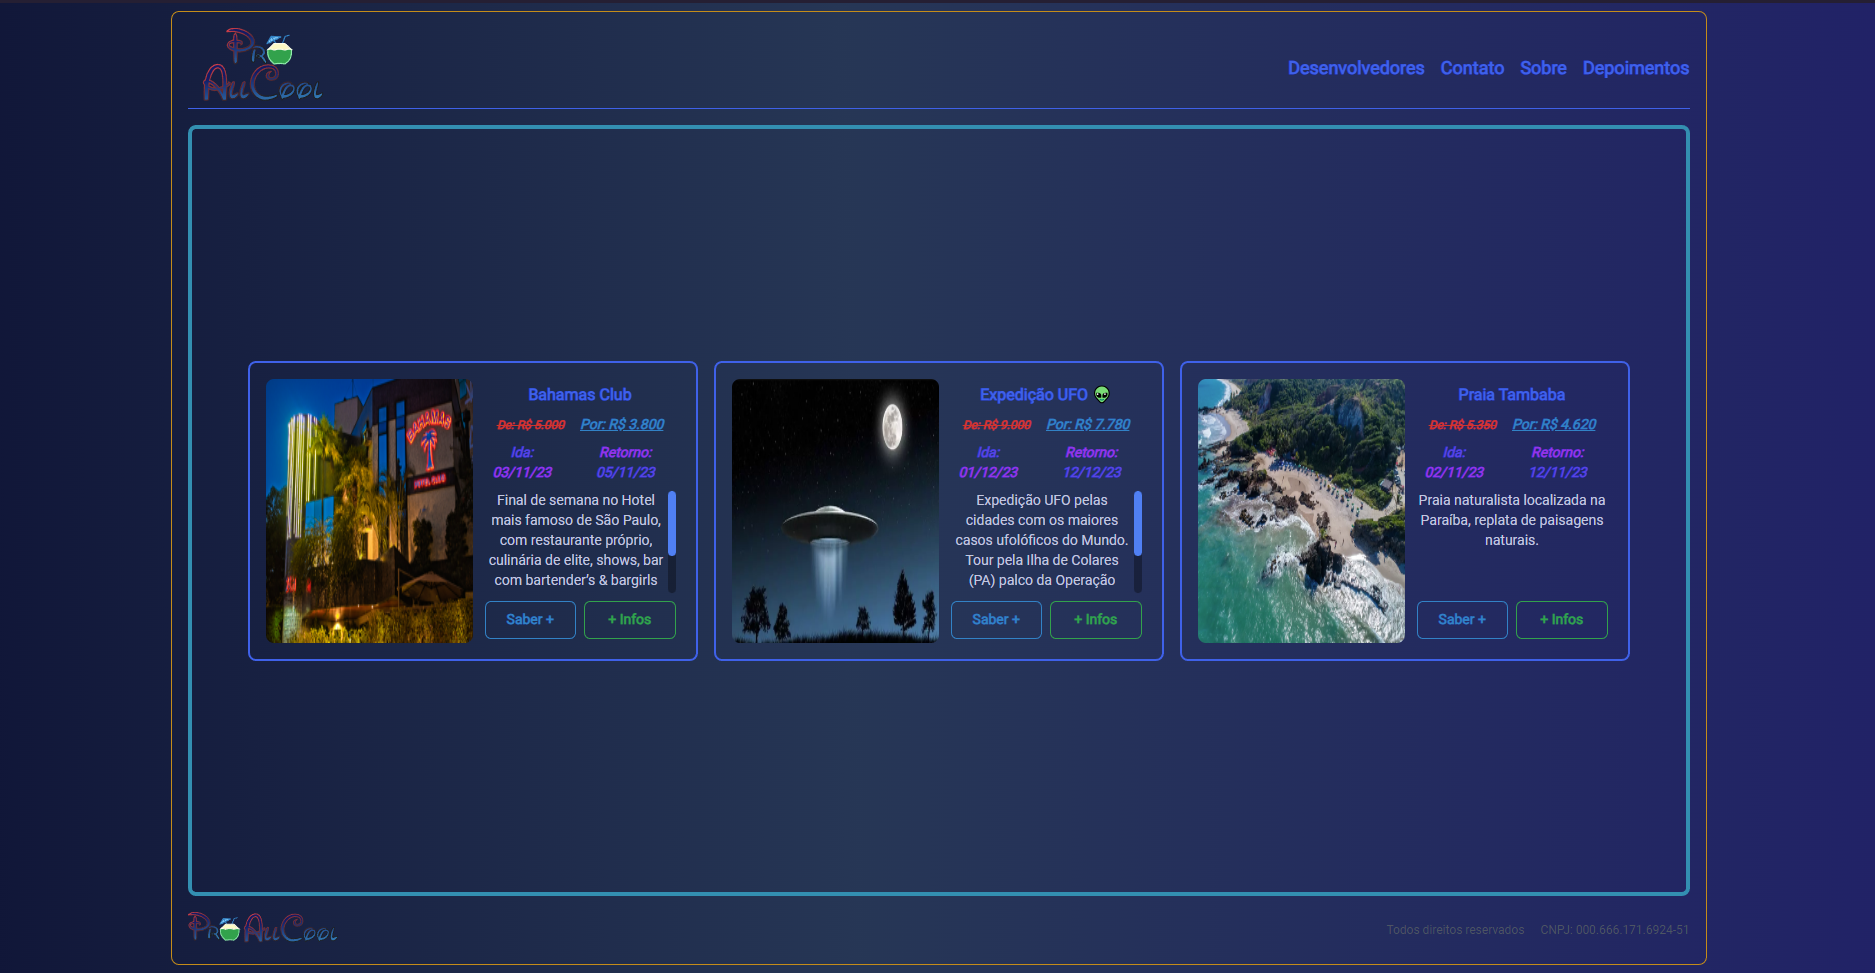 Pro
AuCool
Desenvolvedores Contato Sobre Depoimentos
Bahamas Club
De: R$ 5.000 Por: R$ 3.800
Ida: Retorno:
03/11/23 05/11/23
Final de semana no Hotel
mais famoso de São Paulo,
com restaurante próprio,
culinária de elite, shows, bar
com bartender's & bargirls
Saber + + Infos
BAHAMAS
Expedição UFO 👽
De: R$ 9.000 Por: R$ 7.780
Ida: Retorno:
01/12/23 12/12/23
Expedição UFO pelas
cidades com os maiores
casos ufolóficos do Mundo.
Tour pela Ilha de Colares
(PA) palco da Operação
Saber + + Infos
Praia Tambaba
De: R$ 5.350 Por: R$ 4.620
Ida: Retorno:
02/11/23 12/11/23
Praia naturalista localizada na
Paraíba, replata de paisagens
naturais.
Saber + + Infos
Pro AuCool
Todos direitos reservados CNPJ: 000.666.171.6924-51